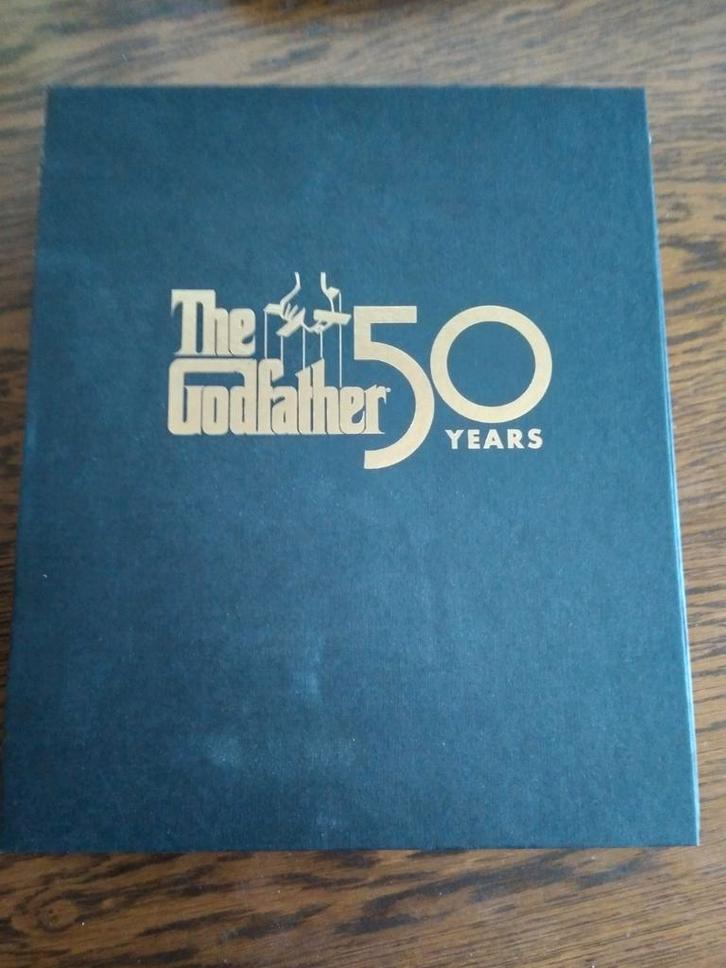 The
Godfather
50
YEARS